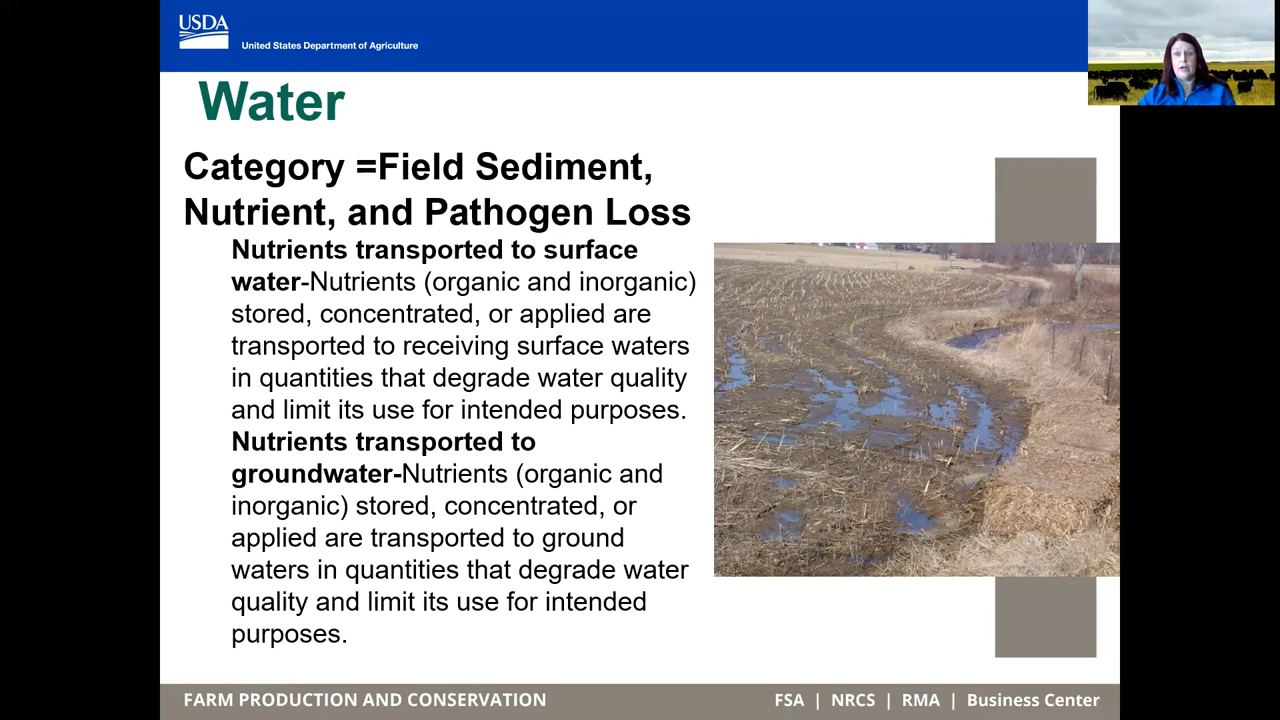 USDA
United States Department of Agriculture
Water
Category =Field Sediment,
Nutrient, and Pathogen Loss
Nutrients transported to surface
water-Nutrients (organic and inorganic)
stored, concentrated, or applied are
transported to receiving surface waters
in quantities that degrade water quality
and limit its use for intended purposes.
Nutrients transported to
groundwater-Nutrients (organic and
inorganic) stored, concentrated, or
applied are transported to ground
waters in quantities that degrade water
quality and limit its use for intended
purposes.
FARM PRODUCTION AND CONSERVATION
FSA | NRCS | RMA | Business Center